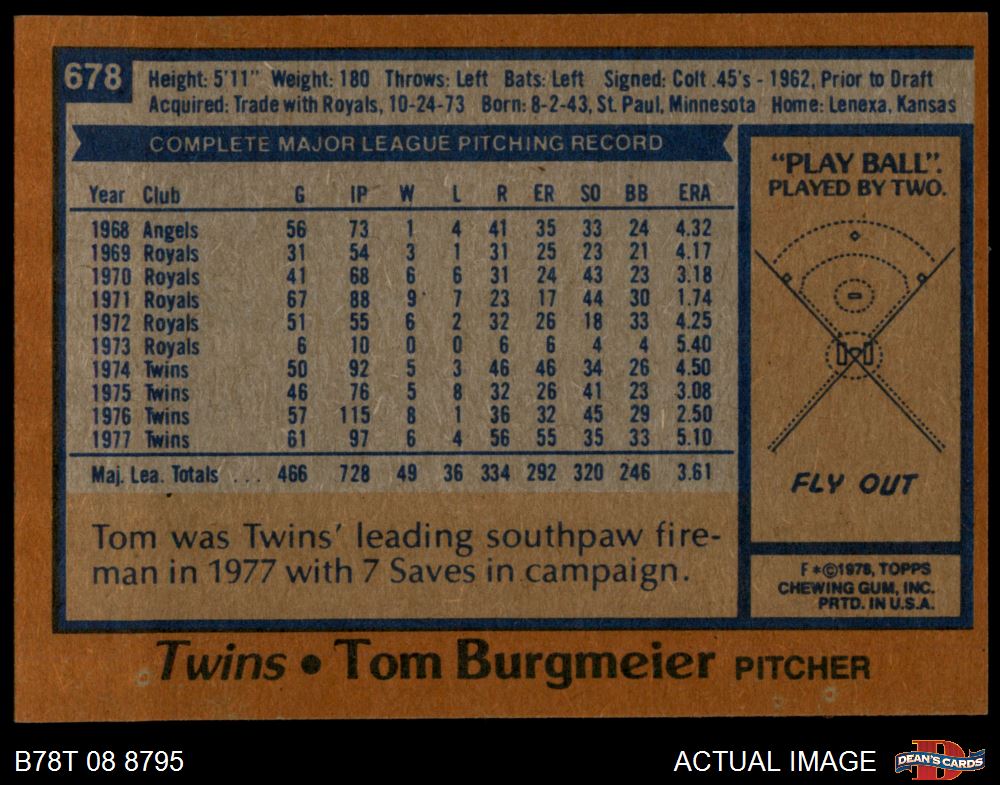 678
Height: 5'11" Weight: 180 Throws: Left Bats: Left Signed: Colt .45's - 1962, Prior to Draft
Acquired: Trade with Royals, 10-24-73 Born: 8-2-43, St. Paul, Minnesota Home: Lenexa, Kansas
COMPLETE MAJOR LEAGUE PITCHING RECORD
Year Club G IP W L R ER SO BB ERA
1968 Angels 56 73 1 4 41 35 33 24 4.32
1969 Royals 31 54 3 1 31 25 23 21 4.17
1970 Royals 41 68 6 6 31 24 43 23 3.18
1971 Royals 67 88 9 7 23 17 44 30 1.74
1972 Royals 51 55 6 2 32 26 18 33 4.25
1973 Royals 6 10 0 0 6 6 4 4 5.40
1974 Twins 50 92 5 3 46 46 34 26 4.50
1975 Twins 46 76 5 8 32 26 41 23 3.08
1976 Twins 57 115 8 1 36 32 45 29 2.50
1977 Twins 61 97 6 4 56 55 35 33 5.10
Maj. Lea. Totals ... 466 728 49 36 334 292 320 246 3.61
Tom was Twins' leading southpaw fire-
man in 1977 with 7 Saves in campaign.
"PLAY BALL".
PLAYED BY TWO.
FLY OUT
F*©1978, TOPPS
CHEWING GUM, INC.
PRTD. IN U.S.A.
Twins • Tom Burgmeier PITCHER
B78T 08 8795
ACTUAL IMAGE
D
DEAN'S CARDS